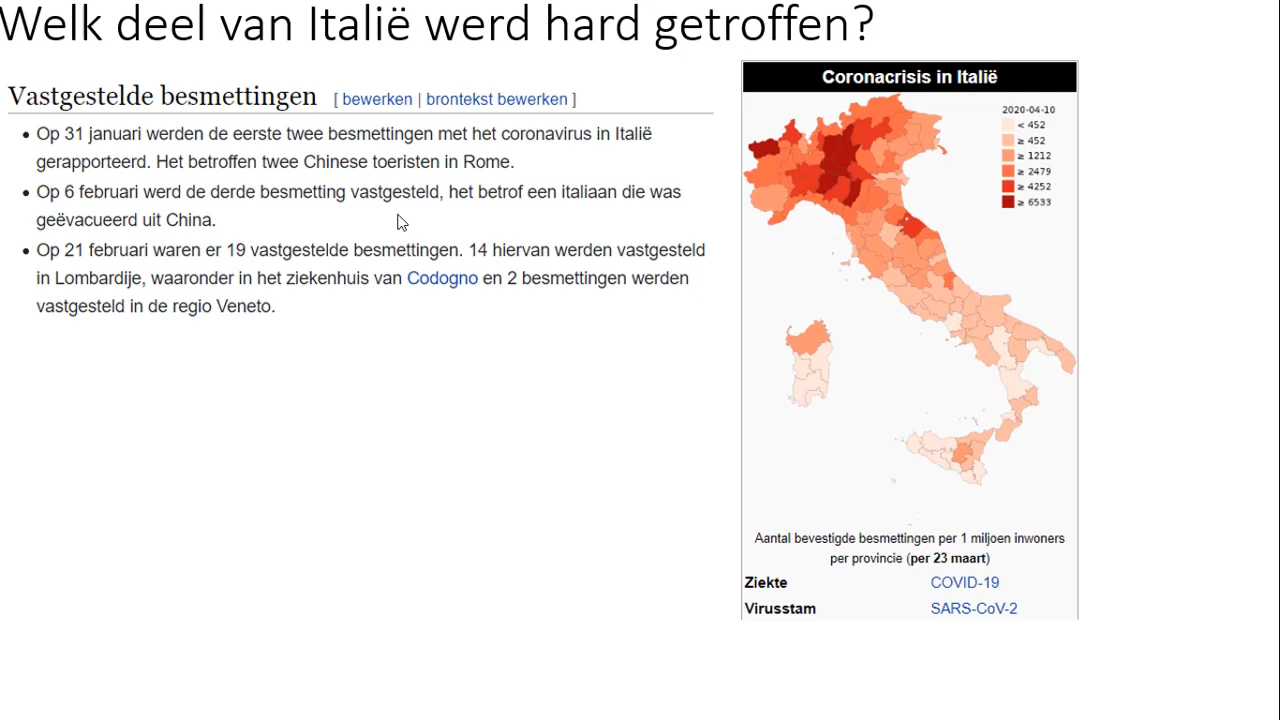 Welk deel van Italië werd hard getroffen?
Vastgestelde besmettingen [ bewerken | brontekst bewerken ]
• Op 31 januari werden de eerste twee besmettingen met het coronavirus in Italië
gerapporteerd. Het betroffen twee Chinese toeristen in Rome.
• Op 6 februari werd de derde besmetting vastgesteld, het betrof een italiaan die was
geëvacueerd uit China.
• Op 21 februari waren er 19 vastgestelde besmettingen. 14 hiervan werden vastgesteld
in Lombardije, waaronder in het ziekenhuis van Codogno en 2 besmettingen werden
vastgesteld in de regio Veneto.
Coronacrisis in Italië
2020-04-10
< 452
≥ 452
≥ 1212
≥ 2479
≥ 4252
≥ 6533
Aantal bevestigde besmettingen per 1 miljoen inwoners
per provincie (per 23 maart)
Ziekte COVID-19
Virusstam SARS-CoV-2